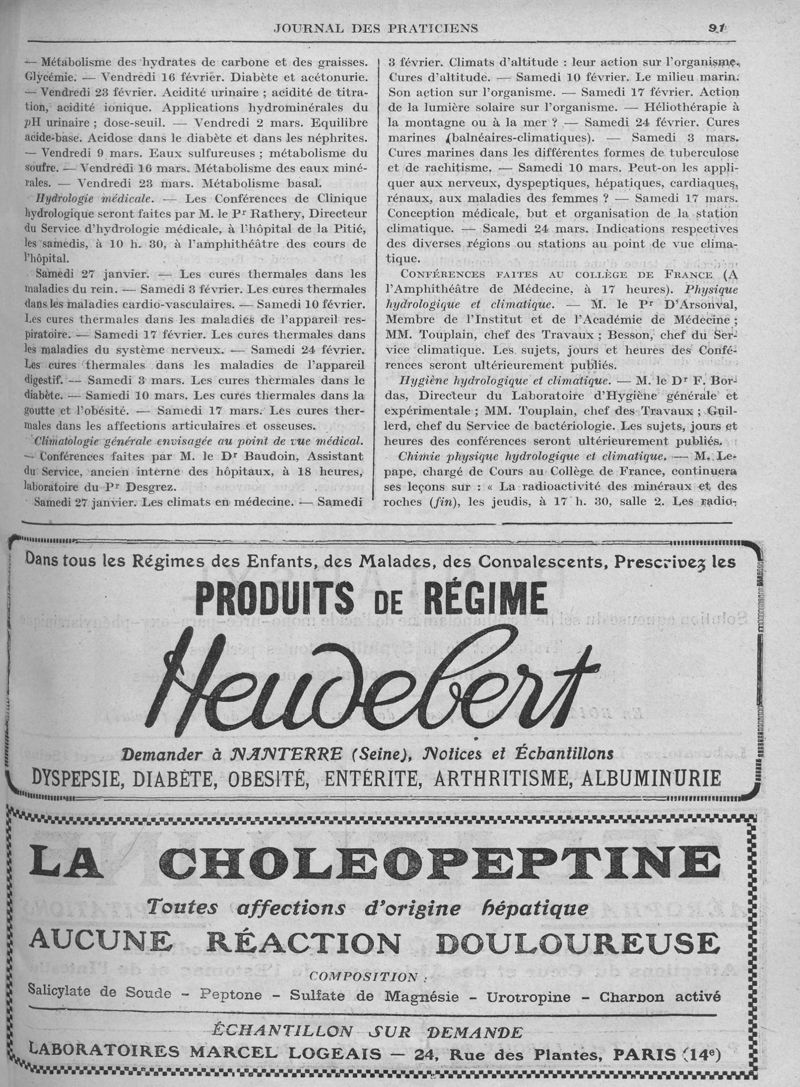 JOURNAL DES PRATICIENS 91
— Métabolisme des hydrates de carbone et des graisses.
Glycémie. — Vendredi 16 février. Diabète et acétonurie.
— Vendredi 23 février. Acidité urinaire ; acidité de titra-
tion, acidité ionique. Applications hydrominérales du
pH urinaire ; dose-seuil. — Vendredi 2 mars. Equilibre
acide-base. Acidose dans le diabète et dans les néphrites.
— Vendredi 9 mars. Eaux sulfureuses ; métabolisme du
soufre. — Vendredi 16 mars. Métabolisme des eaux miné-
rales. — Vendredi 23 mars. Métabolisme basal.
Hydrologie médicale. — Les Conférences de Clinique
hydrologique seront faites par M. le Pr Rathery, Directeur
du Service d'hydrologie médicale, à l'hôpital de la Pitié,
les samedis, à 10 h. 30, à l'amphithéâtre des cours de
l'hôpital.
Samedi 27 janvier. — Les cures thermales dans les
maladies du rein. — Samedi 3 février. Les cures thermales
dans les maladies cardio-vasculaires. — Samedi 10 février.
Les cures thermales dans les maladies de l'appareil res-
piratoire. — Samedi 17 février. Les cures thermales dans
les maladies du système nerveux. — Samedi 24 février.
Les cures thermales dans les maladies de l'appareil
digestif. — Samedi 3 mars. Les cures thermales dans le
diabète. — Samedi 10 mars. Les cures thermales dans la
goutte et l'obésité. — Samedi 17 mars. Les cures ther-
males dans les affections articulaires et osseuses.
Climatologie générale envisagée au point de vue médical.
— Conférences faites par M. le Dr Baudoin, Assistant
du Service, ancien interne des hôpitaux, à 18 heures,
laboratoire du Pr Desgrez.
Samedi 27 janvier. Les climats en médecine. — Samedi
3 février. Climats d'altitude : leur action sur l'organisme.
Cures d'altitude. — Samedi 10 février. Le milieu marin.
Son action sur l'organisme. — Samedi 17 février. Action
de la lumière solaire sur l'organisme. — Héliothérapie à
la montagne ou à la mer ? — Samedi 24 février. Cures
marines (balnéaires-climatiques). — Samedi 3 mars.
Cures marines dans les différentes formes de tuberculose
et de rachitisme. — Samedi 10 mars. Peut-on les appli-
quer aux nerveux, dyspeptiques, hépatiques, cardiaques,
rénaux, aux maladies des femmes ? — Samedi 17 mars.
Conception médicale, but et organisation de la station
climatique. — Samedi 24 mars. Indications respectives
des diverses régions ou stations au point de vue clima-
tique.
CONFÉRENCES FAITES AU COLLÈGE DE FRANCE (A
l'Amphithéâtre de Médecine, à 17 heures). Physique
hydrologique et climatique. — M. le Pr D'Arsonval,
Membre de l'Institut et de l'Académie de Médecine ;
MM. Touplain, chef des Travaux ; Besson, chef du Ser-
vice climatique. Les sujets, jours et heures des Confé-
rences seront ultérieurement publiés.
Hygiène hydrologique et climatique. — M. le Dr F. Bor-
das, Directeur du Laboratoire d'Hygiène générale et
expérimentale ; MM. Touplain, chef des Travaux ; Guil-
lerd, chef du Service de bactériologie. Les sujets, jours et
heures des conférences seront ultérieurement publiés.
Chimie physique hydrologique et climatique. — M. Le-
pape, chargé de Cours au Collège de France, continuera
ses leçons sur : « La radioactivité des minéraux et des
roches (fin), les jeudis, à 17 h. 30, salle 2. Les radio-
Dans tous les Régimes des Enfants, des Malades, des Convalescents, Prescrivez les
PRODUITS DE RÉGIME
Heudebert
Demander à NANTERRE (Seine), Notices et Échantillons
DYSPEPSIE, DIABÈTE, OBESITÉ, ENTÉRITE, ARTHRITISME, ALBUMINURIE
LA CHOLEOPEPTINE
Toutes affections d'origine hépatique
AUCUNE RÉACTION DOULOUREUSE
COMPOSITION :
Salicylate de Soude - Peptone - Sulfate de Magnésie - Urotropine - Charbon activé
ÉCHANTILLON SUR DEMANDE
LABORATOIRES MARCEL LOGEAIS — 24, Rue des Plantes, PARIS (14e)